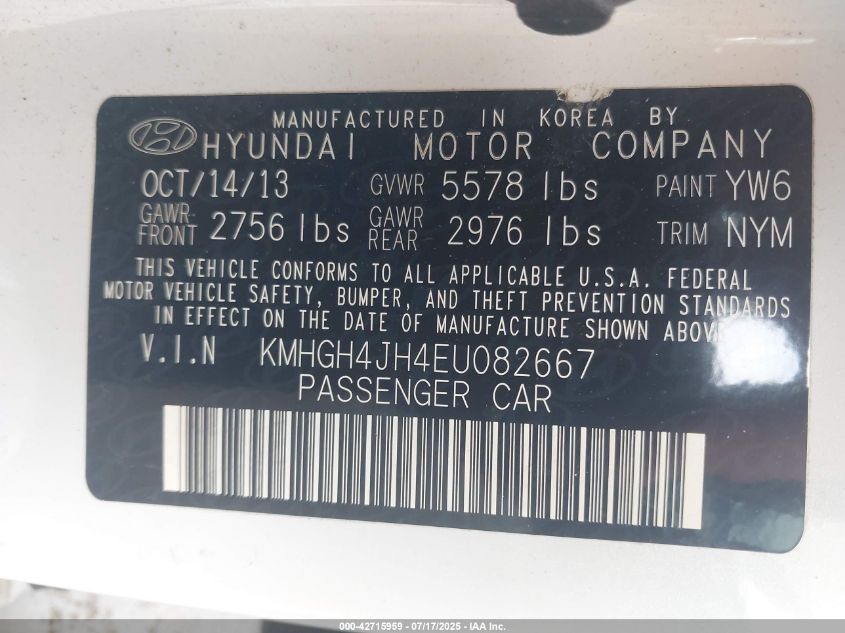 MANUFACTURED IN KOREA BY
HYUNDAI MOTOR COMPANY
OCT/14/13 GVWR 5578 lbs PAINT YW6
GAWR FRONT 2756 lbs GAWR REAR 2976 lbs TRIM NYM
THIS VEHICLE CONFORMS TO ALL APPLICABLE U.S.A. FEDERAL
MOTOR VEHICLE SAFETY, BUMPER, AND THEFT PREVENTION STANDARDS
IN EFFECT ON THE DATE OF MANUFACTURE SHOWN ABOVE
V.I.N KMHGH4JH4EU082667
PASSENGER CAR
000-42715959 - 07/17/2025 - IAA Inc.